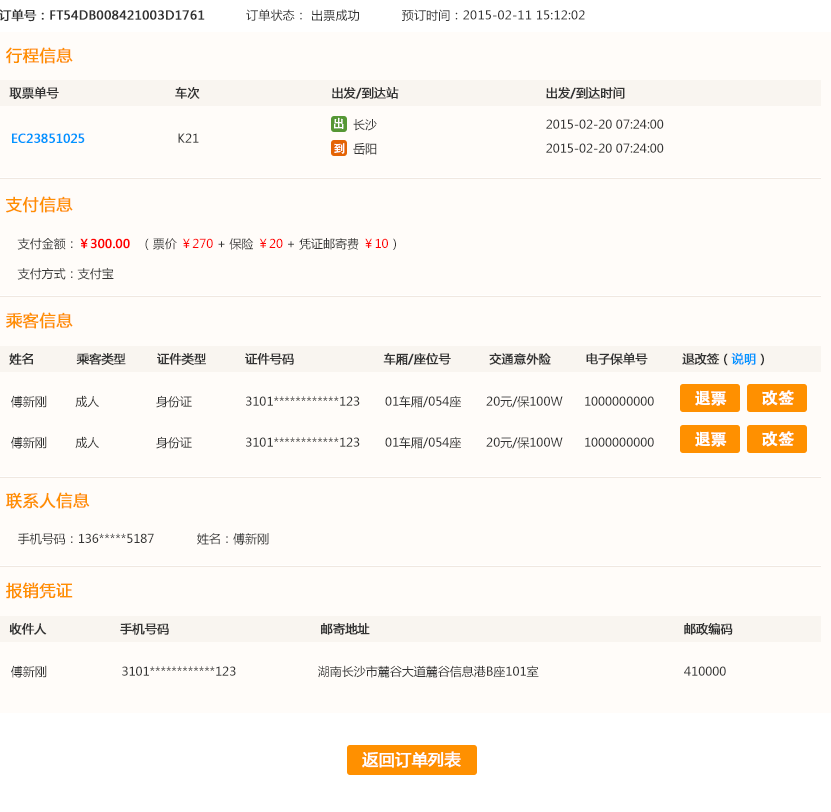 订单号：FT54DB008421003D1761 订单状态： 出票成功 预订时间：2015-02-11 15:12:02
行程信息
取票单号 车次 出发/到达站 出发/到达时间
出 长沙 2015-02-20 07:24:00
EC23851025 K21
到 岳阳 2015-02-20 07:24:00
支付信息
支付金额：￥300.00 （ 票价 ￥270 + 保险 ￥20 + 凭证邮寄费 ￥10 ）
支付方式：支付宝
乘客信息
姓名 乘客类型 证件类型 证件号码 车厢/座位号 交通意外险 电子保单号 退改签（ 说明 ）
傅新刚 成人 身份证 3101************123 01车厢/054座 20元/保100W 1000000000 退票 改签
傅新刚 成人 身份证 3101************123 01车厢/054座 20元/保100W 1000000000 退票 改签
联系人信息
手机号码：136*****5187 姓名：傅新刚
报销凭证
收件人 手机号码 邮寄地址 邮政编码
傅新刚 3101************123 湖南长沙市麓谷大道麓谷信息港B座101室 410000
返回订单列表